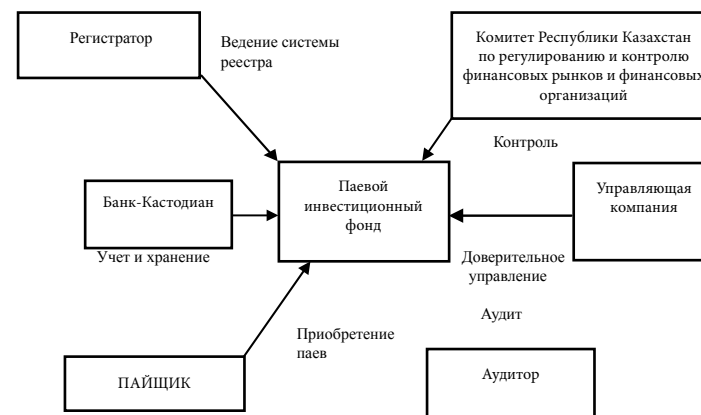 Регистратор
Ведение системы
реестра
Комитет Республики Казахстан
по регулированию и контролю
финансовых рынков и финансовых
организаций
Контроль
Банк-Кастодиан
Учет и хранение
Паевой
инвестиционный
фонд
Управляющая
компания
Доверительное
управление
Аудит
Приобретение
паев
ПАЙЩИК
Аудитор